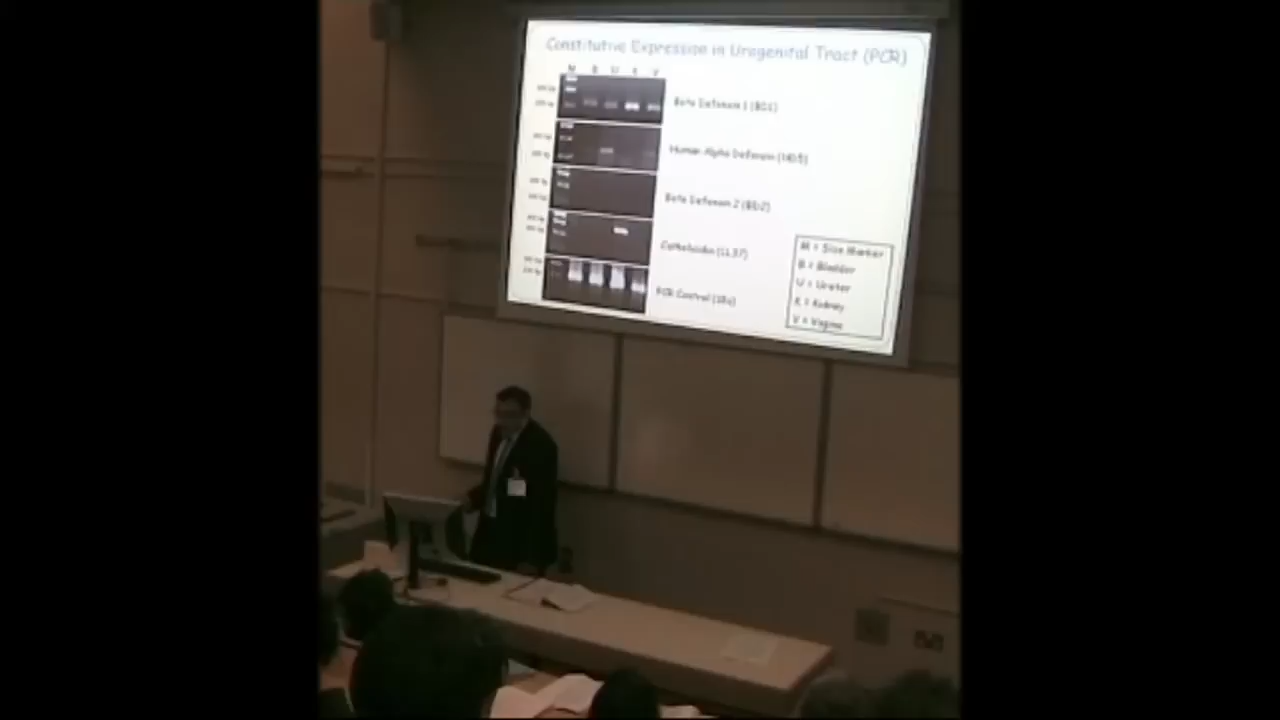 Constitutive Expression in Urogenital Tract (PCR)
M B U K V
Beta Defensin 1 (BD1)
Human Alpha Defensin (HD5)
Beta Defensin 2 (BD2)
Cathelicidin (LL37)
PCR Control (18s)
M = Size Marker
B = Bladder
U = Ureter
K = Kidney
V = Vagina